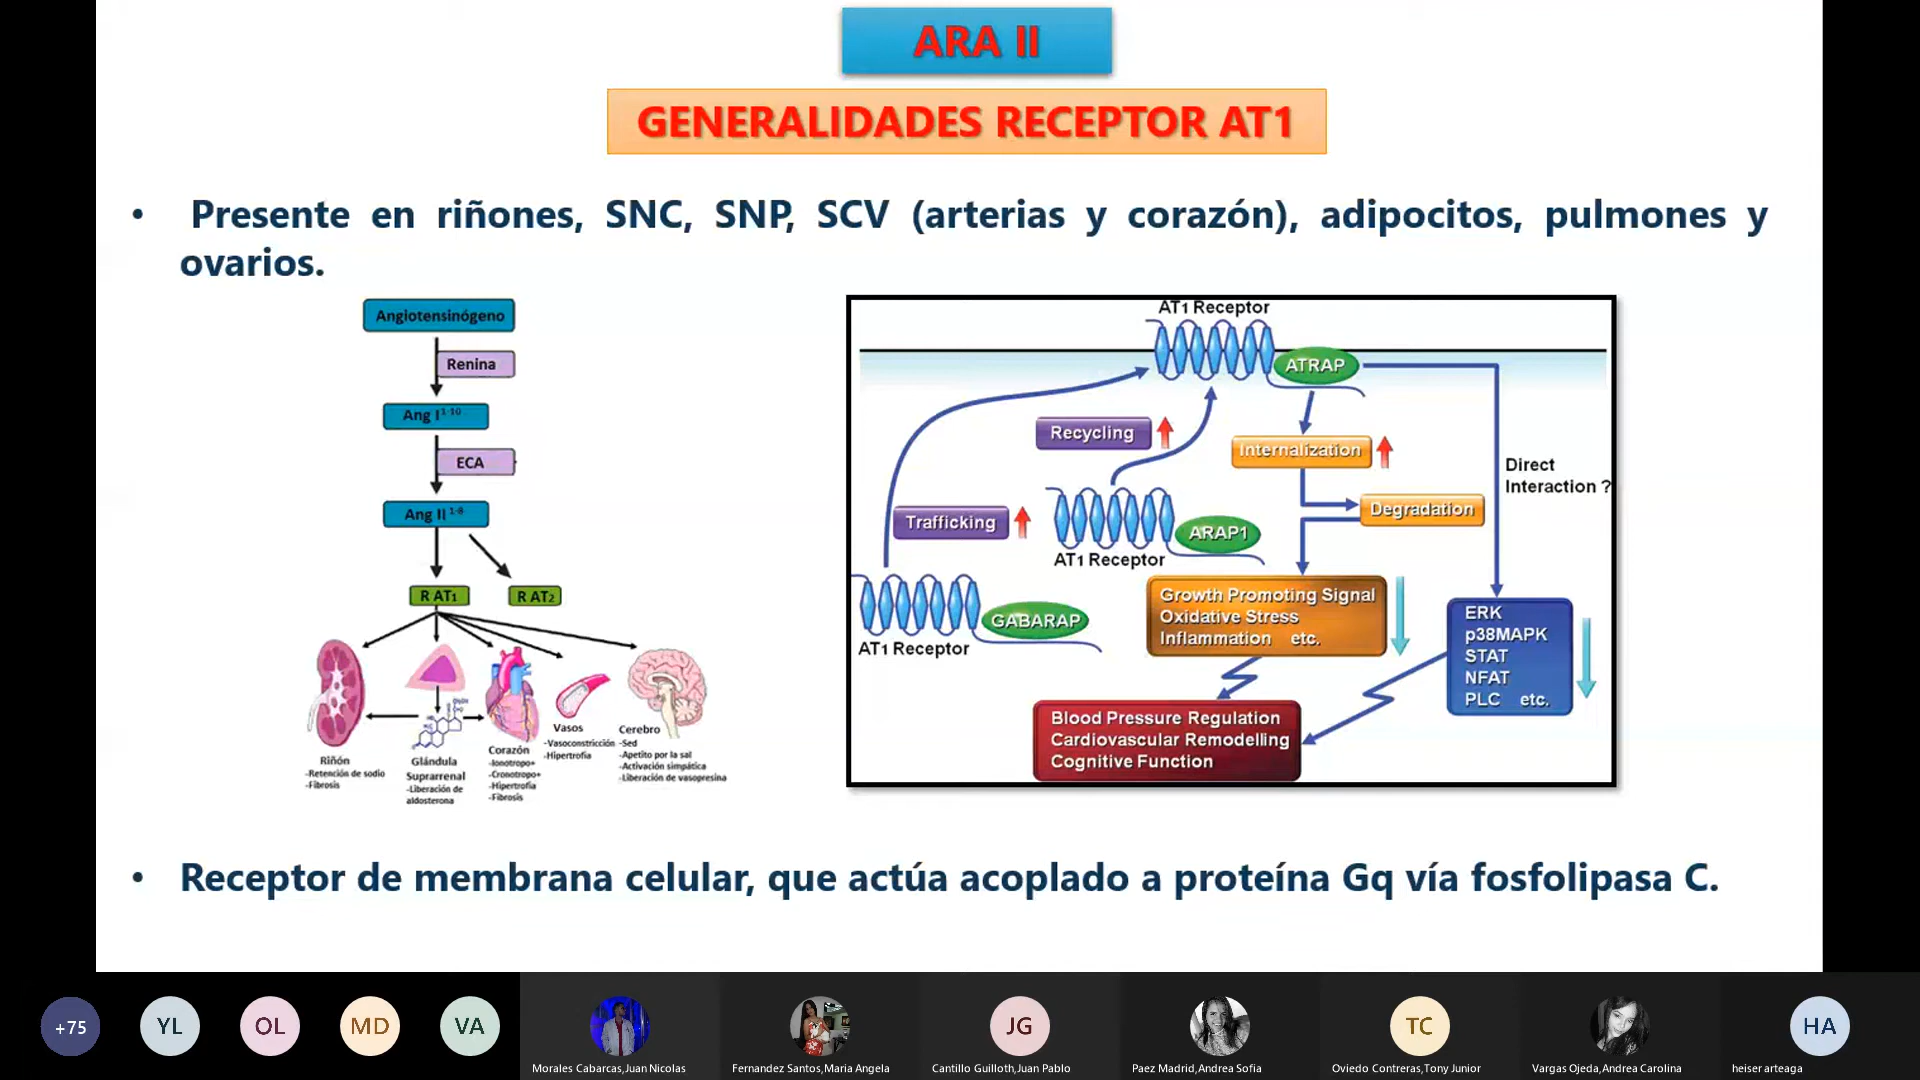 ARA II
GENERALIDADES RECEPTOR AT1
• Presente en riñones, SNC, SNP, SCV (arterias y corazón), adipocitos, pulmones y
ovarios.
Angiotensinógeno
Renina
Ang I 1-10
ECA
Ang II 1-8
R AT1
R AT2
Riñón
-Retención de sodio
-Fibrosis
Glándula
Suprarrenal
-Liberación de
aldosterona
Corazón
-Ionotropo+
-Cronotropo+
-Hipertrofia
-Fibrosis
Vasos
-Vasoconstricción
-Hipertrofia
Cerebro
-Sed
-Apetito por la sal
-Activación simpática
-Liberación de vasopresina
AT1 Receptor
ATRAP
Recycling
Internalization
Direct
Interaction ?
Degradation
Trafficking
ARAP1
AT1 Receptor
GABARAP
AT1 Receptor
Growth Promoting Signal
Oxidative Stress
Inflammation etc.
ERK
p38MAPK
STAT
NFAT
PLC etc.
Blood Pressure Regulation
Cardiovascular Remodelling
Cognitive Function
• Receptor de membrana celular, que actúa acoplado a proteína Gq vía fosfolipasa C.
+75
YL
OL
MD
VA
JG
TC
HA
Morales Cabarcas,Juan Nicolas
Fernandez Santos,Maria Angela
Cantillo Guilloth,Juan Pablo
Paez Madrid,Andrea Sofia
Oviedo Contreras,Tony Junior
Vargas Ojeda,Andrea Carolina
heiser arteaga